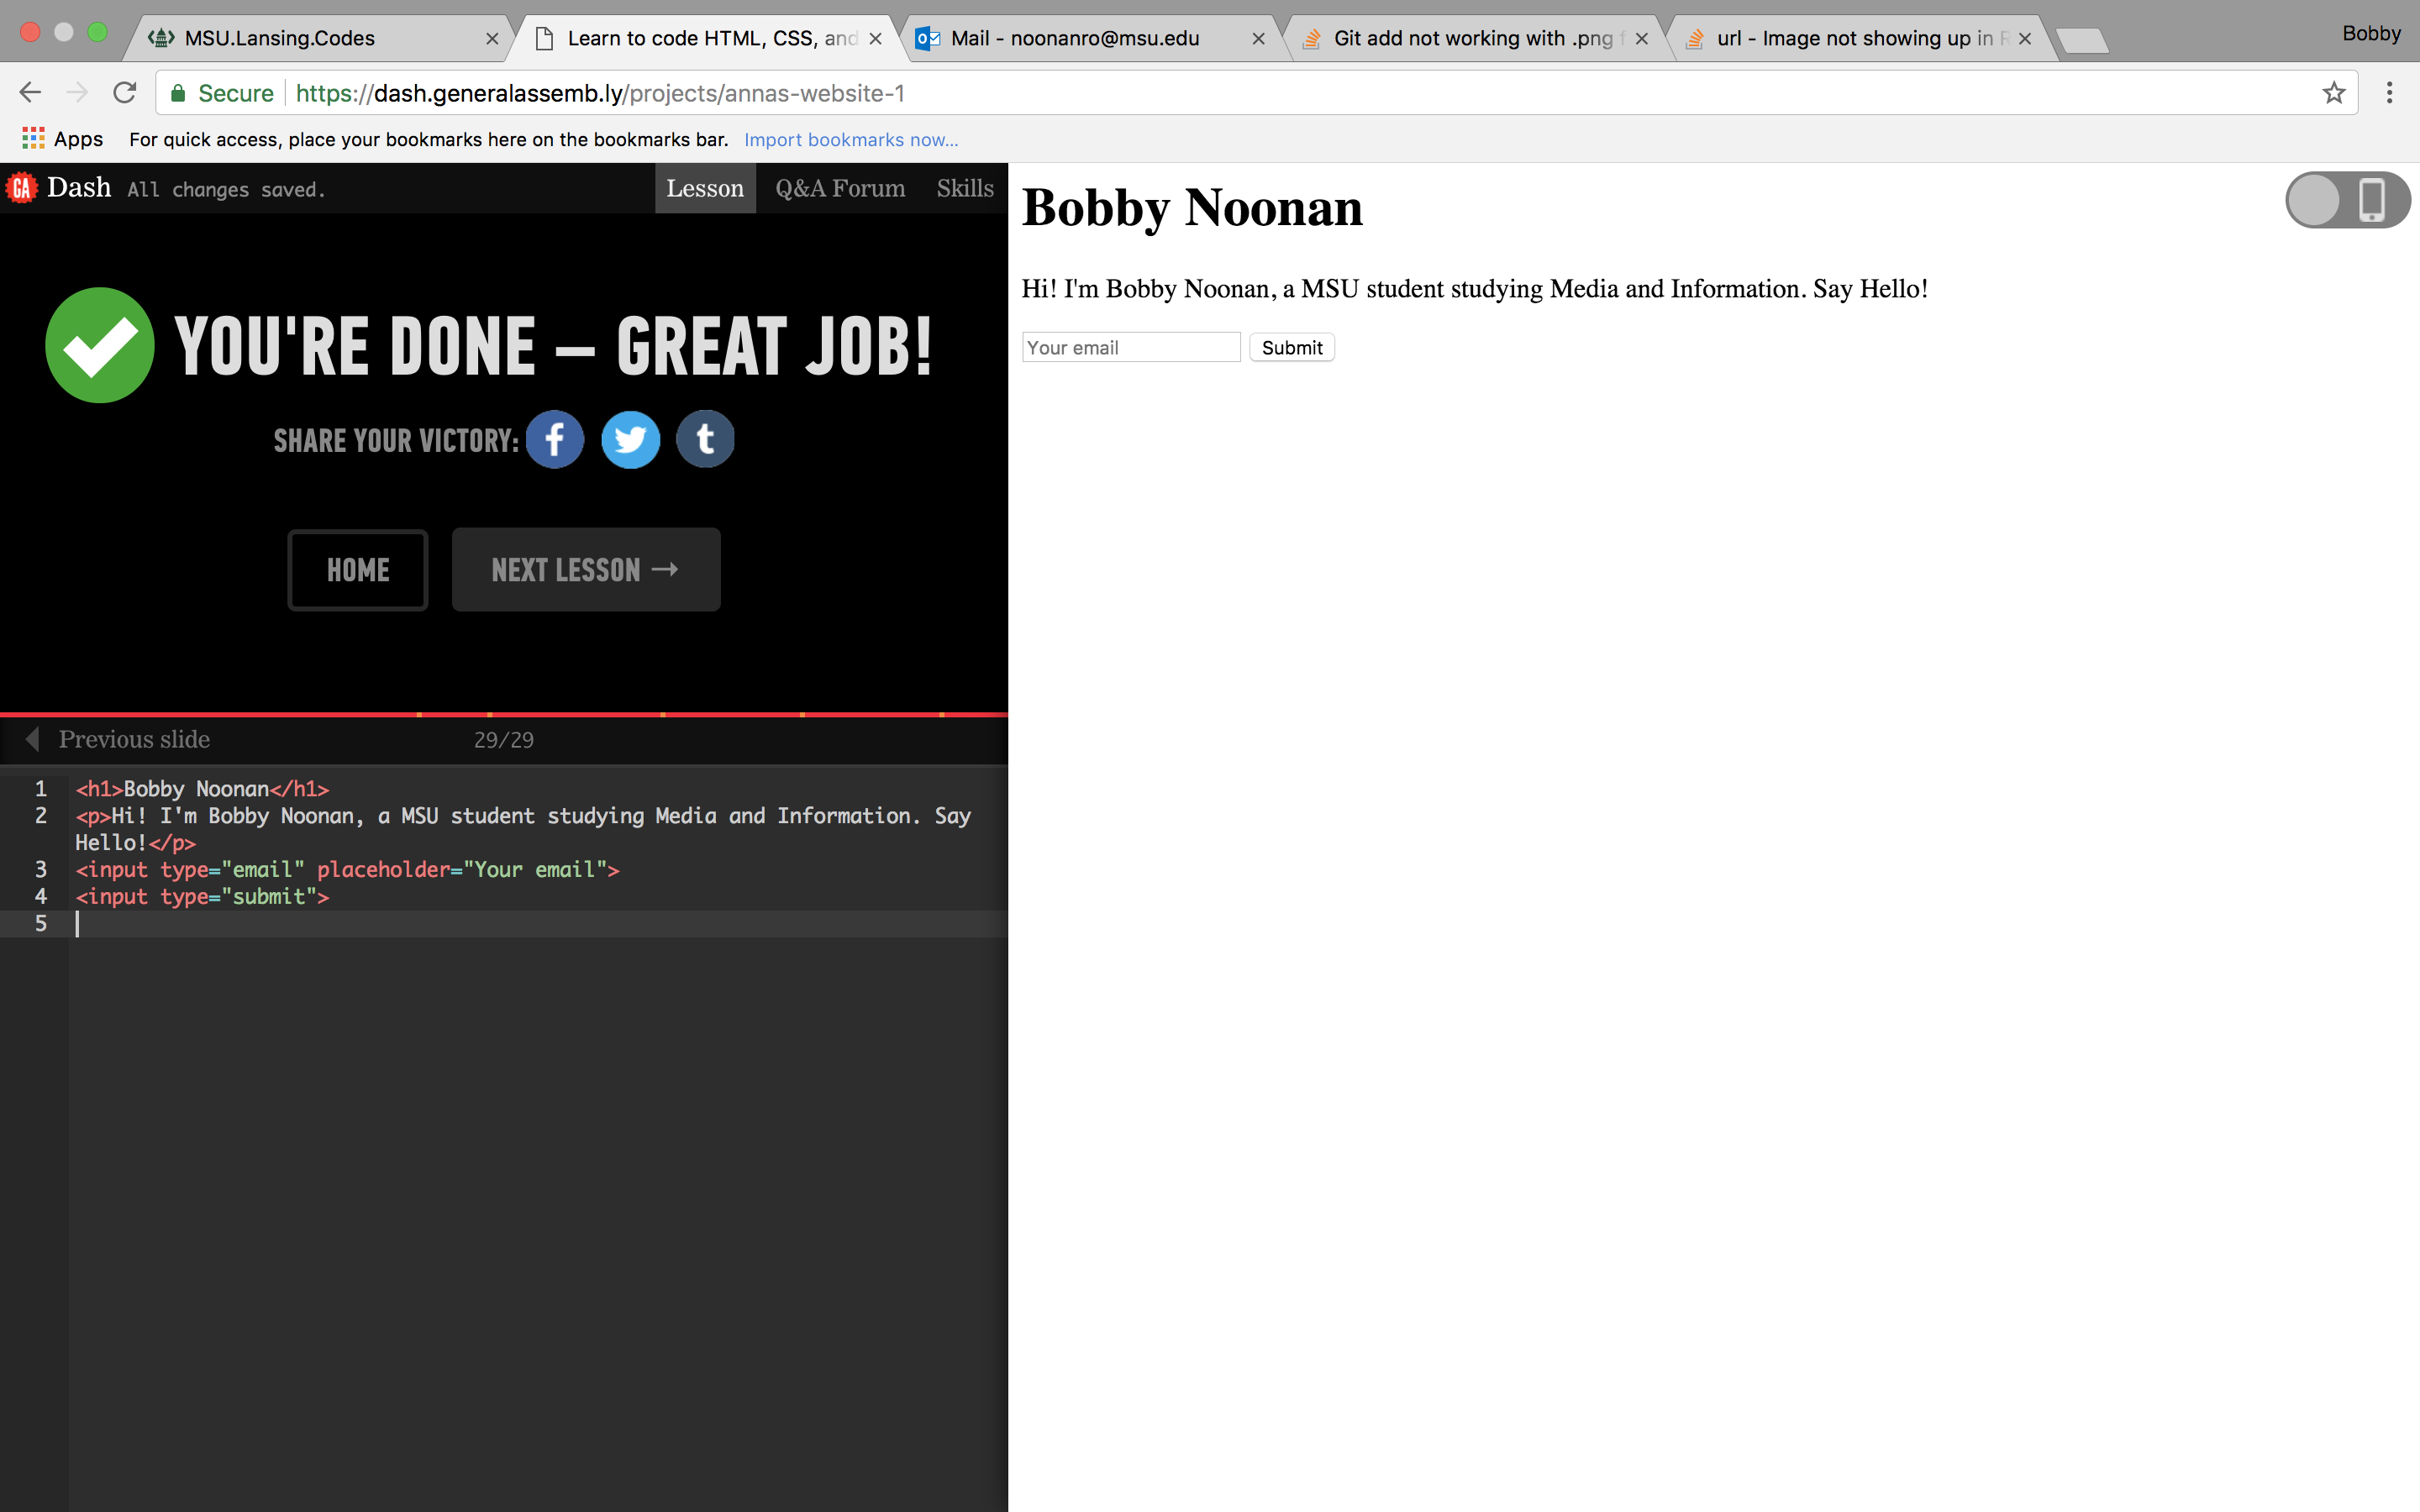 MSU.Lansing.Codes
Learn to code HTML, CSS, and
Mail - noonanro@msu.edu
Git add not working with .png f
url - Image not showing up in R
Bobby
Secure
https://dash.generalassemb.ly/projects/annas-website-1
Apps
For quick access, place your bookmarks here on the bookmarks bar.
Import bookmarks now...
GA
Dash
All changes saved.
Lesson
Q&A Forum
Skills
YOU'RE DONE – GREAT JOB!
SHARE YOUR VICTORY:
HOME
NEXT LESSON →
Previous slide
29/29
1 <h1>Bobby Noonan</h1>
2 <p>Hi! I'm Bobby Noonan, a MSU student studying Media and Information. Say
Hello!</p>
3 <input type="email" placeholder="Your email">
4 <input type="submit">
5
Bobby Noonan
Hi! I'm Bobby Noonan, a MSU student studying Media and Information. Say Hello!
Your email
Submit